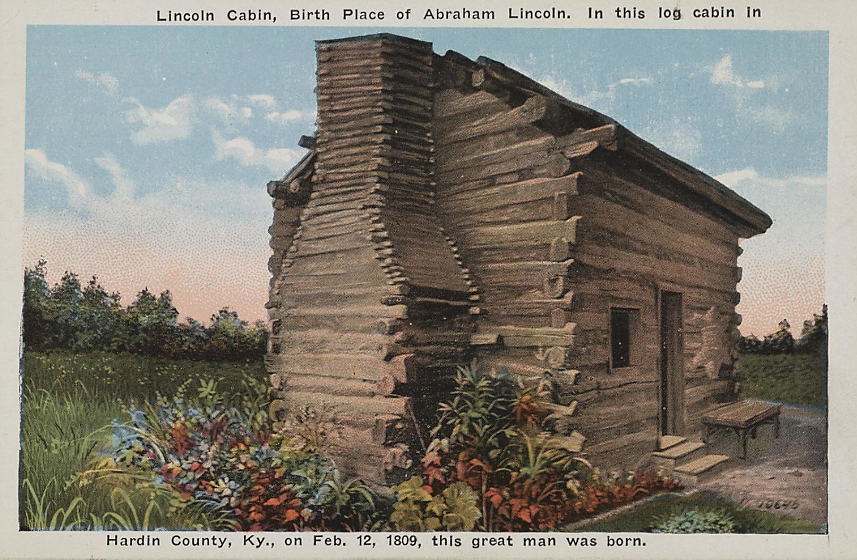 Lincoln Cabin, Birth Place of Abraham Lincoln. In this log cabin in
Hardin County, Ky., on Feb. 12, 1809, this great man was born.